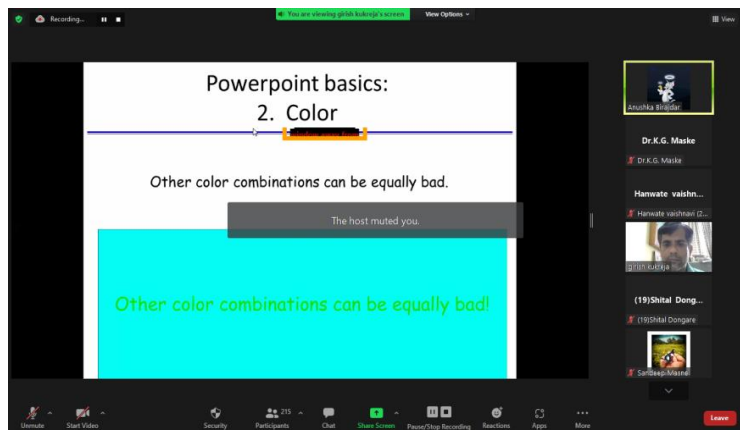 Recording...
You are viewing girish kukreja's screen
View Options
View
Powerpoint basics:
2. Color
Other color combinations can be equally bad.
The host muted you.
Other color combinations can be equally bad!
Anushka Birajdar
Dr.K.G. Maske
Dr.K.G. Maske
Hanwate vaishn...
Hanwate vaishnavi (2...
girish kukreja
(19)Shital Dong...
(19)Shital Dongare
Sandeep Masne
Unmute
Start Video
Security
215
Participants
Chat
Share Screen
Pause/Stop Recording
Reactions
Apps
More
Leave